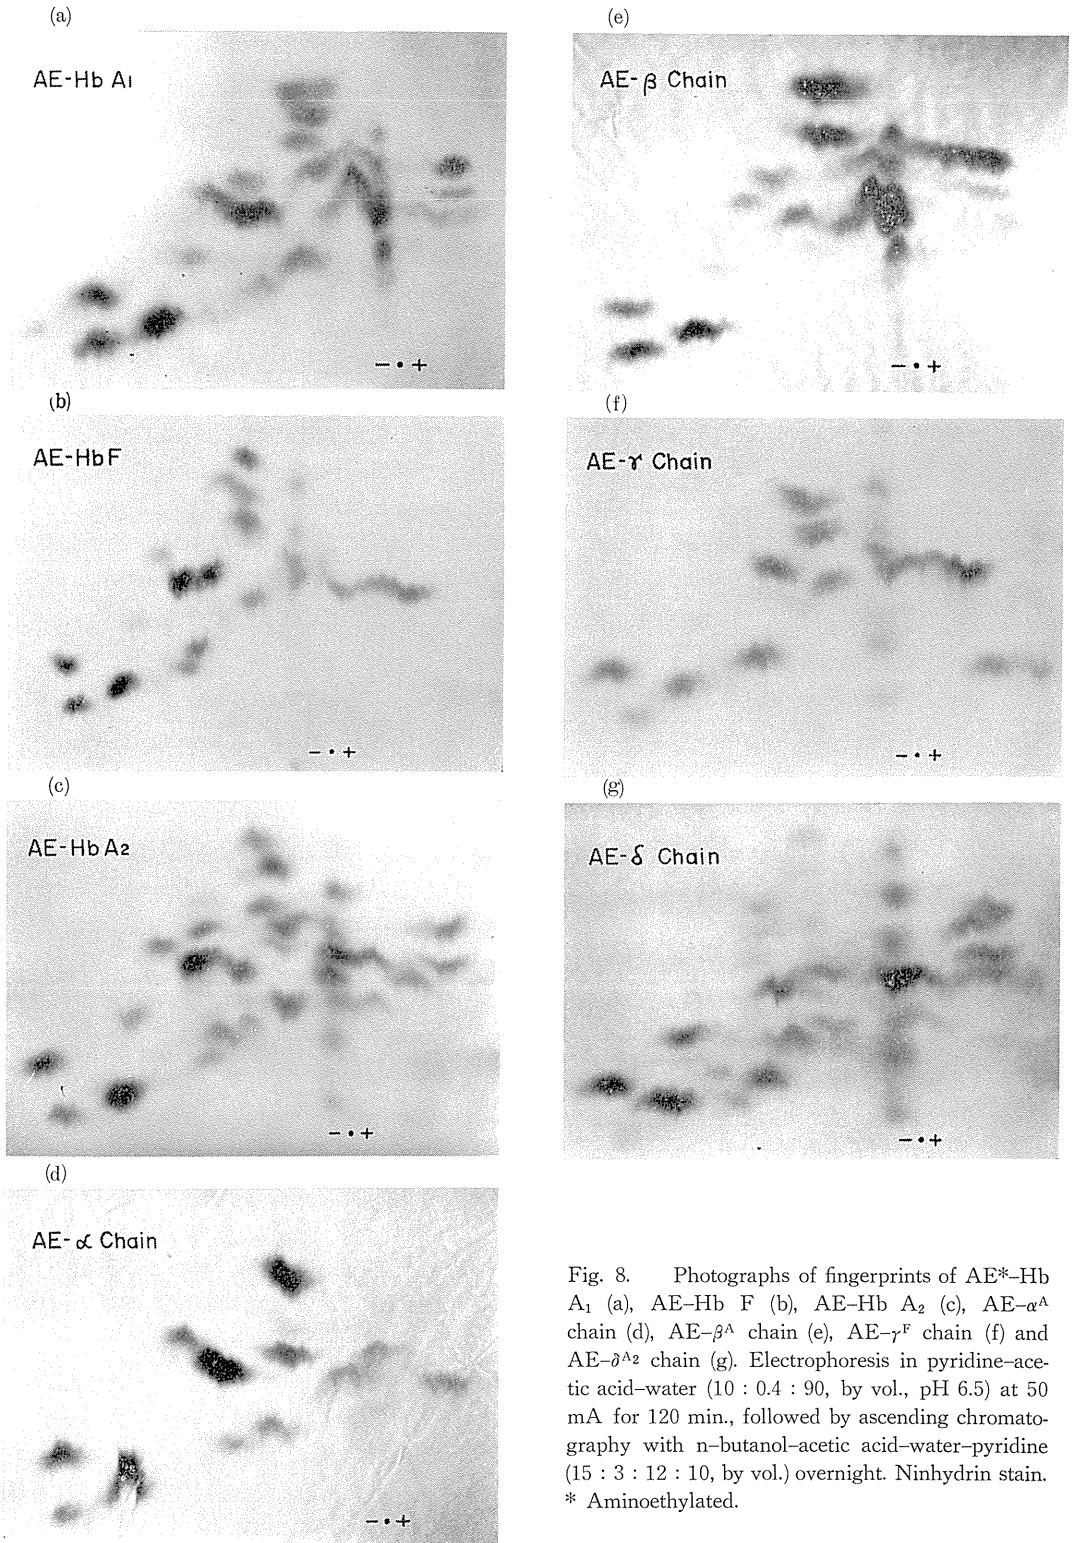 (a)
AE-Hb A1
− • +
(b)
AE-Hb F
− • +
(c)
AE-Hb A2
− • +
(d)
AE-α Chain
− • +
(e)
AE-β Chain
− • +
(f)
AE-γ Chain
− • +
(g)
AE-δ Chain
− • +
Fig. 8. Photographs of fingerprints of AE*–Hb
A₁ (a), AE–Hb F (b), AE–Hb A₂ (c), AE–αᴬ
chain (d), AE–βᴬ chain (e), AE–γꟳ chain (f) and
AE–∂ᴬ² chain (g). Electrophoresis in pyridine–ace-
tic acid–water (10 : 0.4 : 90, by vol., pH 6.5) at 50
mA for 120 min., followed by ascending chromato-
graphy with n–butanol–acetic acid–water–pyridine
(15 : 3 : 12 : 10, by vol.) overnight. Ninhydrin stain.
* Aminoethylated.